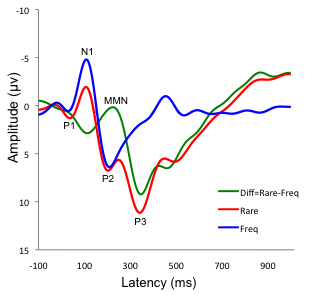 -10
-5
0
5
10
15
Amplitude (µv)
N1
MMN
P1
P2
P3
Diff=Rare-Freq
Rare
Freq
-100 100 300 500 700 900
Latency (ms)